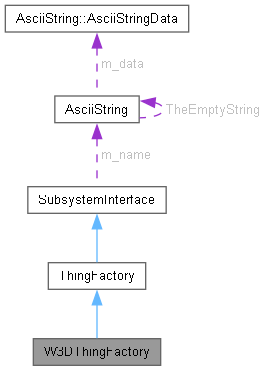 AsciiString::AsciiStringData
m_data
AsciiString
TheEmptyString
m_name
SubsystemInterface
ThingFactory
W3DThingFactory